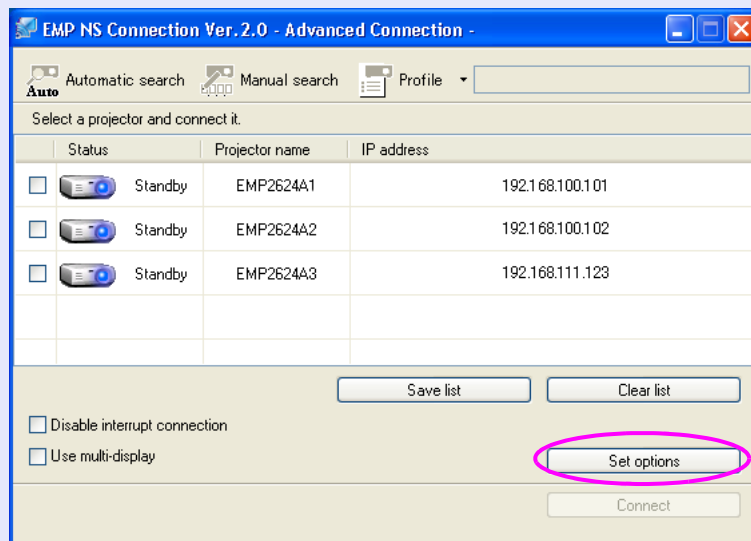 EMP NS Connection Ver.2.0 - Advanced Connection -
Auto Automatic search Manual search Profile
Select a projector and connect it.
Status Projector name IP address
Standby EMP2624A1 192.168.100.101
Standby EMP2624A2 192.168.100.102
Standby EMP2624A3 192.168.111.123
Save list Clear list
Disable interrupt connection
Use multi-display
Set options
Connect